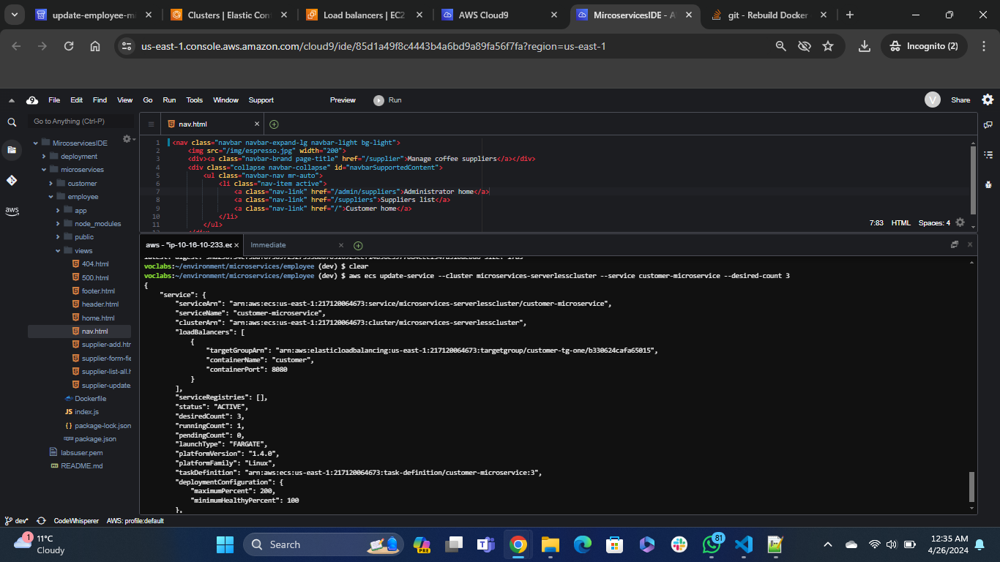 update-employee-m
Clusters | Elastic Con
Load balancers | EC2
AWS Cloud9
MircoservicesIDE - A
git - Rebuild Docker
us-east-1.console.aws.amazon.com/cloud9/ide/85d1a49f8c4443b4a6bd9a89fa56f7fa?region=us-east-1
Incognito (2)
File Edit Find View Go Run Tools Window Support Preview Run
V Share
Go to Anything (Ctrl-P)
MircoservicesIDE
deployment
microservices
customer
employee
app
node_modules
public
views
404.html
500.html
footer.html
header.html
home.html
nav.html
supplier-add.htm
supplier-form-fie
supplier-list-all.h
supplier-update.
Dockerfile
JS index.js
package-lock.json
package.json
labsuser.pem
README.md
nav.html
1 <nav class="navbar navbar-expand-lg navbar-light bg-light">
2 <img src="/img/espresso.jpg" width="200">
3 <div><a class="navbar-brand page-title" href="/supplier">Manage coffee suppliers</a></div>
4 <div class="collapse navbar-collapse" id="navbarSupportedContent">
5 <ul class="navbar-nav mr-auto">
6 <li class="nav-item active">
7 <a class="nav-link" href="/admin/suppliers">Administrator home</a>
8 <a class="nav-link" href="/suppliers">Suppliers list</a>
9 <a class="nav-link" href="/">Customer home</a>
10 </li>
11 </ul>
7:83 HTML Spaces: 4
aws - "ip-10-16-10-233.ec
Immediate
voclabs:~/environment/microservices/employee (dev) $ clear
voclabs:~/environment/microservices/employee (dev) $ aws ecs update-service --cluster microservices-serverlesscluster --service customer-microservice --desired-count 3
{
"service": {
"serviceArn": "arn:aws:ecs:us-east-1:217120064673:service/microservices-serverlesscluster/customer-microservice",
"serviceName": "customer-microservice",
"clusterArn": "arn:aws:ecs:us-east-1:217120064673:cluster/microservices-serverlesscluster",
"loadBalancers": [
{
"targetGroupArn": "arn:aws:elasticloadbalancing:us-east-1:217120064673:targetgroup/customer-tg-one/b330624cafa65015",
"containerName": "customer",
"containerPort": 8080
}
],
"serviceRegistries": [],
"status": "ACTIVE",
"desiredCount": 3,
"runningCount": 1,
"pendingCount": 0,
"launchType": "FARGATE",
"platformVersion": "1.4.0",
"platformFamily": "Linux",
"taskDefinition": "arn:aws:ecs:us-east-1:217120064673:task-definition/customer-microservice:3",
"deploymentConfiguration": {
"maximumPercent": 200,
"minimumHealthyPercent": 100
},
dev* CodeWhisperer AWS: profile:default
aws
1
11°C
Cloudy
Search
PRE
81
12:35 AM
4/26/2024